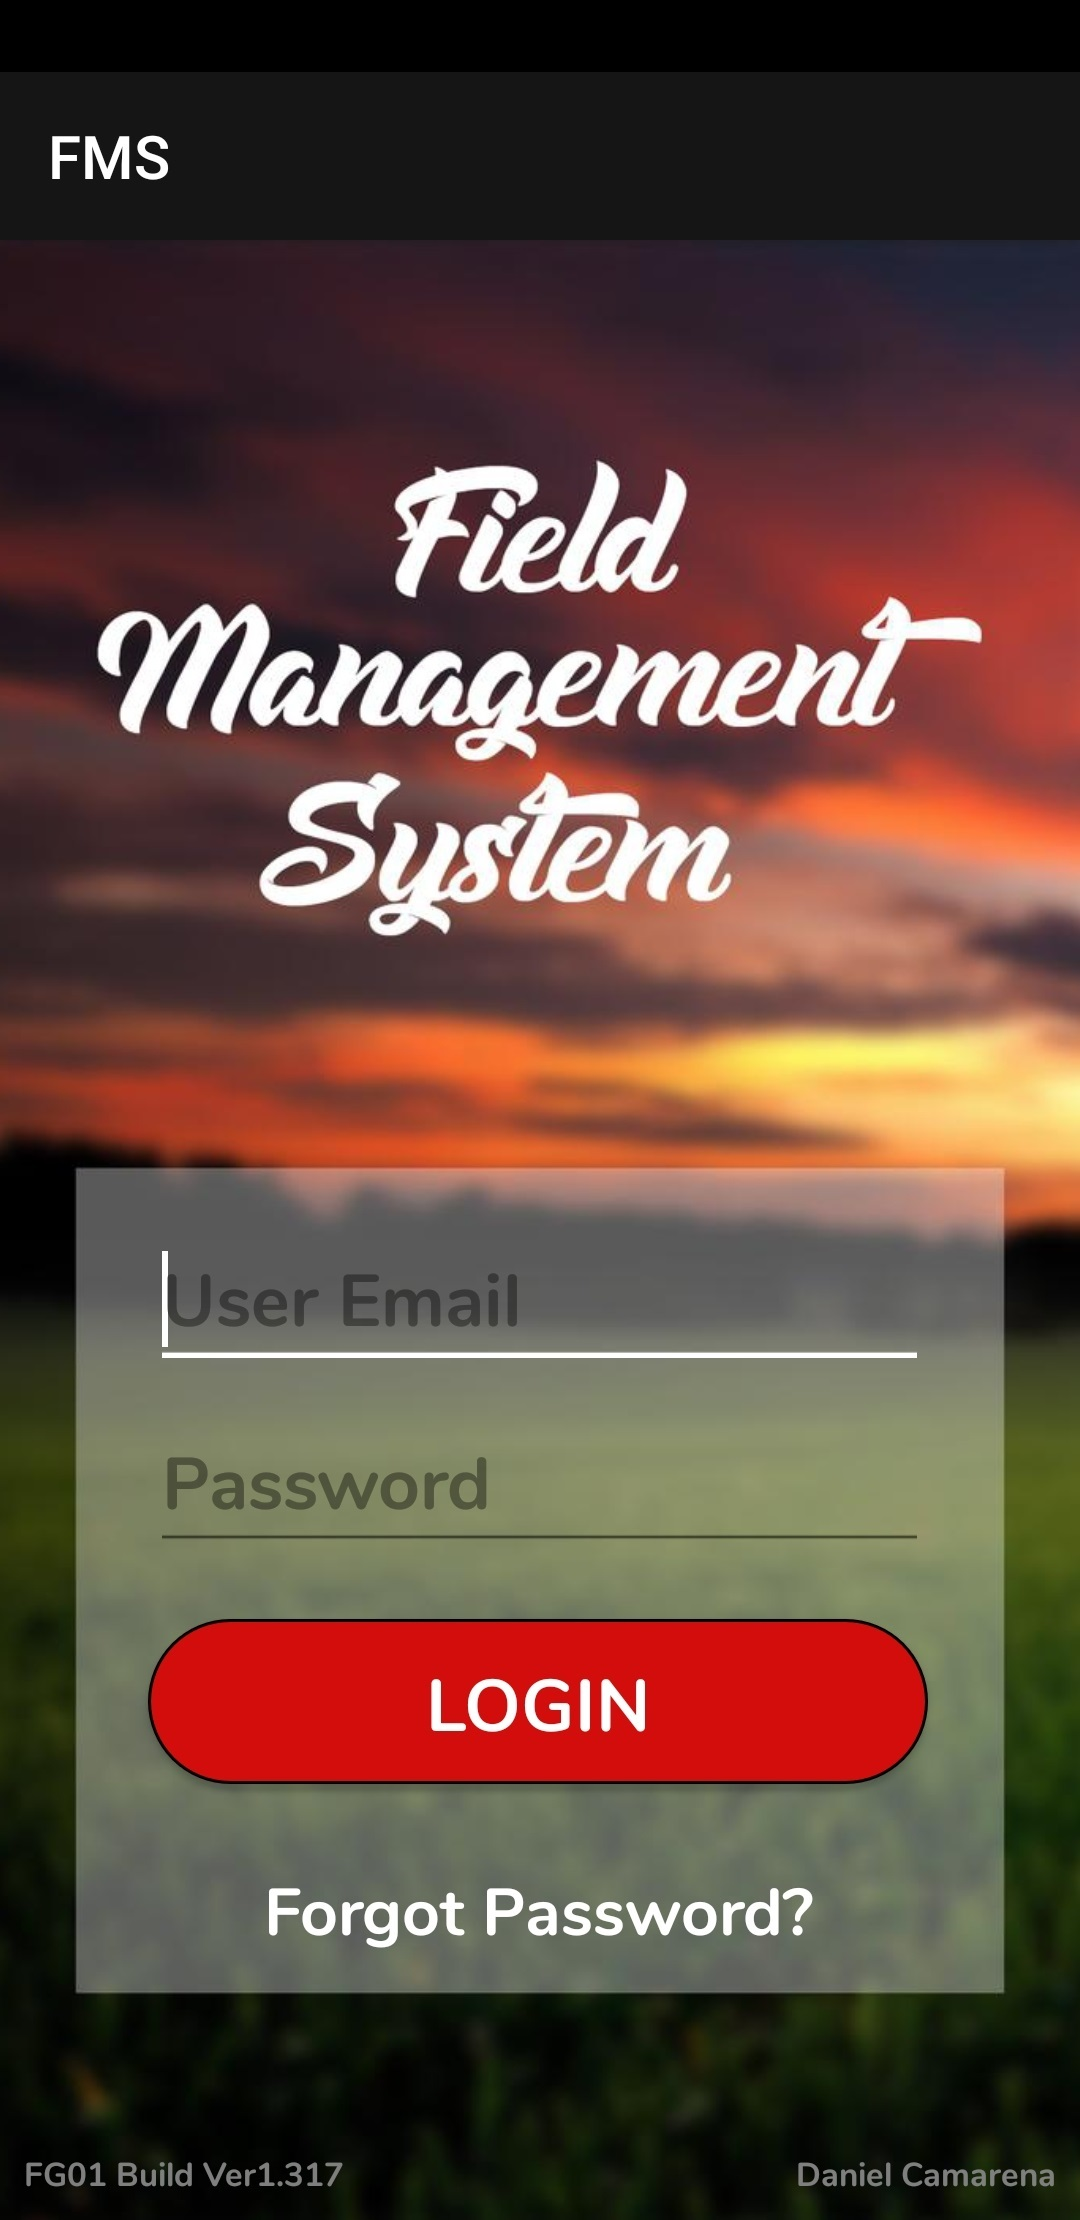 FMS
Field
Management
System
User Email
Password
LOGIN
Forgot Password?
FG01 Build Ver1.317
Daniel Camarena